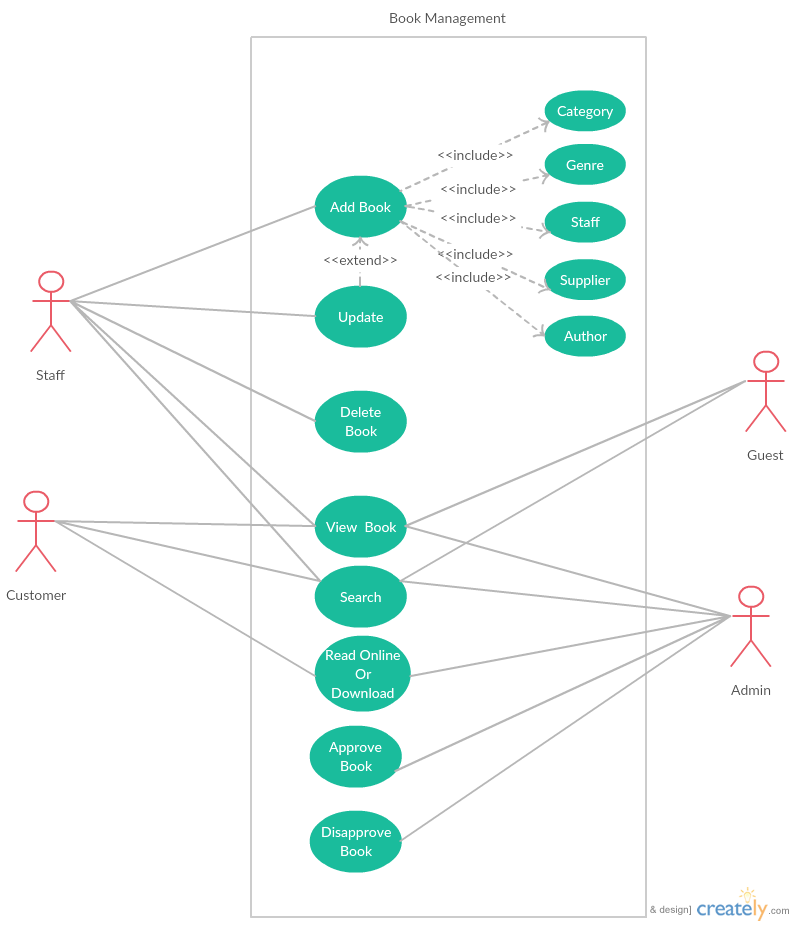 Book Management
Category
<<include>>
Genre
<<include>>
Add Book
<<include>>
Staff
<<include>>
<<extend>>
<<include>>
Supplier
Update
Author
Staff
Delete
Book
Guest
View  Book
Customer
Search
Read Online
Or
Download
Admin
Approve
Book
Disapprove
Book
& design]
creately.com